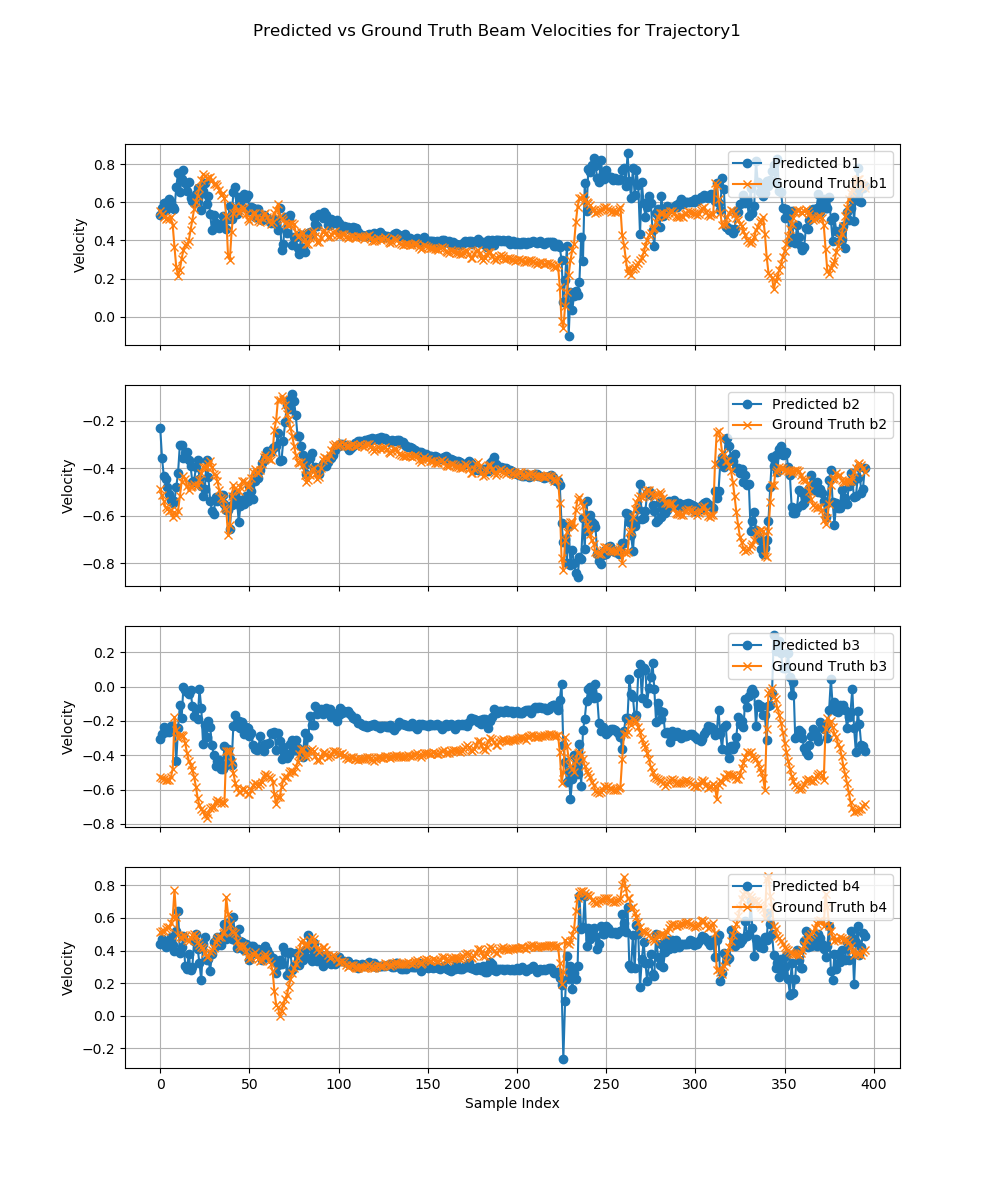 Predicted vs Ground Truth Beam Velocities for Trajectory1
0.8
0.6
0.4
0.2
0.0
Velocity
Predicted b1
Ground Truth b1
−0.2
−0.4
−0.6
−0.8
Velocity
Predicted b2
Ground Truth b2
0.2
0.0
−0.2
−0.4
−0.6
−0.8
Velocity
Predicted b3
Ground Truth b3
0.8
0.6
0.4
0.2
0.0
−0.2
Velocity
Predicted b4
Ground Truth b4
0 50 100 150 200 250 300 350 400
Sample Index